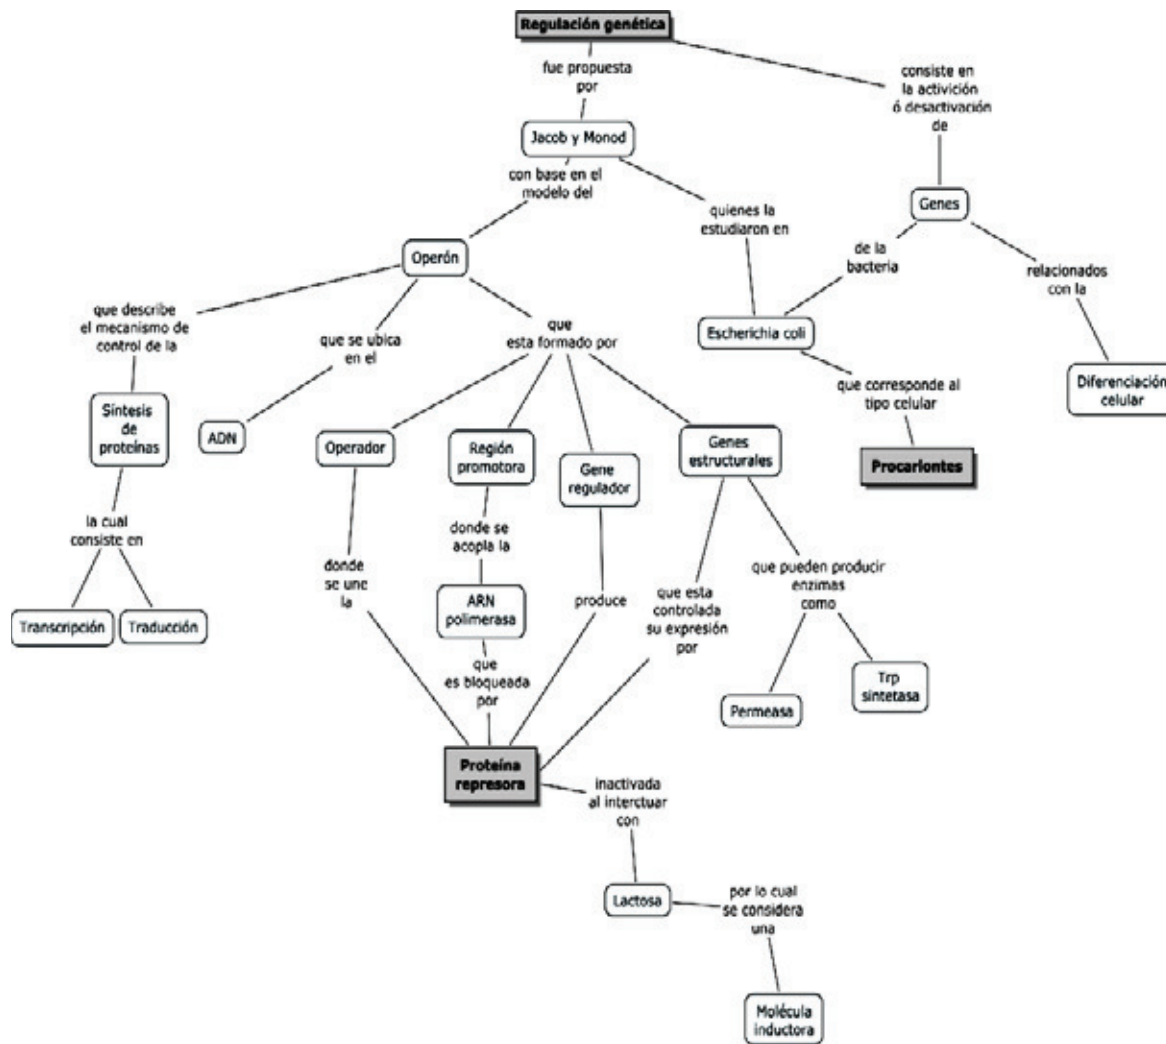 Regulación genética
fue propuesta
por
consiste en
la activición
ó desactivación
de
Jacob y Monod
con base en el
modelo del
quienes la
estudiaron en
Genes
de la
bacteria
relacionados
con la
Operón
que describe
el mecanismo de
control de la
que se ubica
en el
que
esta formado por
Escherichia coli
que corresponde al
tipo celular
Diferenciación
celular
Síntesis
de
proteínas
ADN
Operador
Región
promotora
Gene
regulador
Genes
estructurales
Procariontes
la cual
consiste en
donde
se une
la
donde se
acopla la
produce
que esta
controlada
su expresión
por
que pueden producir
enzimas
como
Transcripción
Traducción
ARN
polimerasa
que
es bloqueada
por
Permeasa
Trp
sintetasa
Proteína
represora
inactivada
al interctuar
con
Lactosa
por lo cual
se considera
una
Molécula
inductora